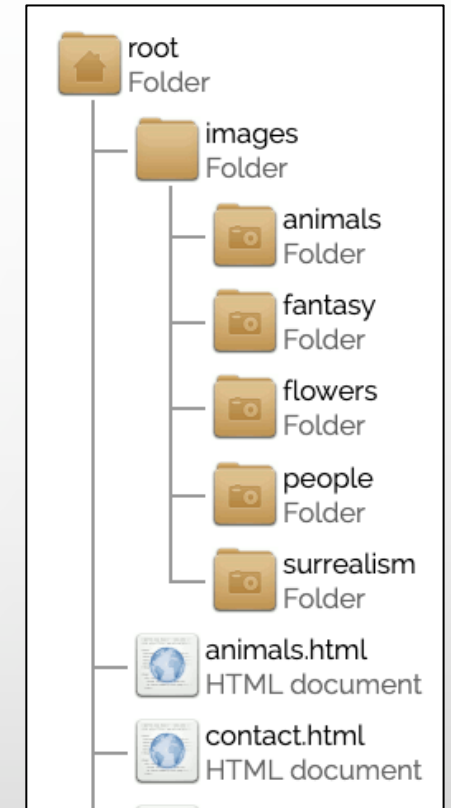 root
Folder
images
Folder
animals
Folder
fantasy
Folder
flowers
Folder
people
Folder
surrealism
Folder
animals.html
HTML document
contact.html
HTML document